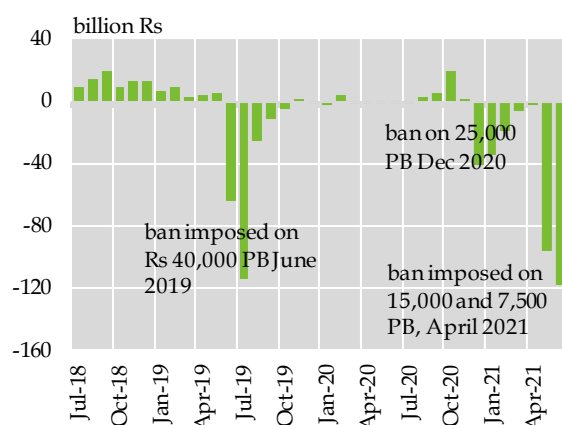 billion Rs
40
0
-40
-80
-120
-160
ban on 25,000
PB Dec 2020
ban imposed on
Rs 40,000 PB June
2019
ban imposed on
15,000 and 7,500
PB, April 2021
Jul-18
Oct-18
Jan-19
Apr-19
Jul-19
Oct-19
Jan-20
Apr-20
Jul-20
Oct-20
Jan-21
Apr-21